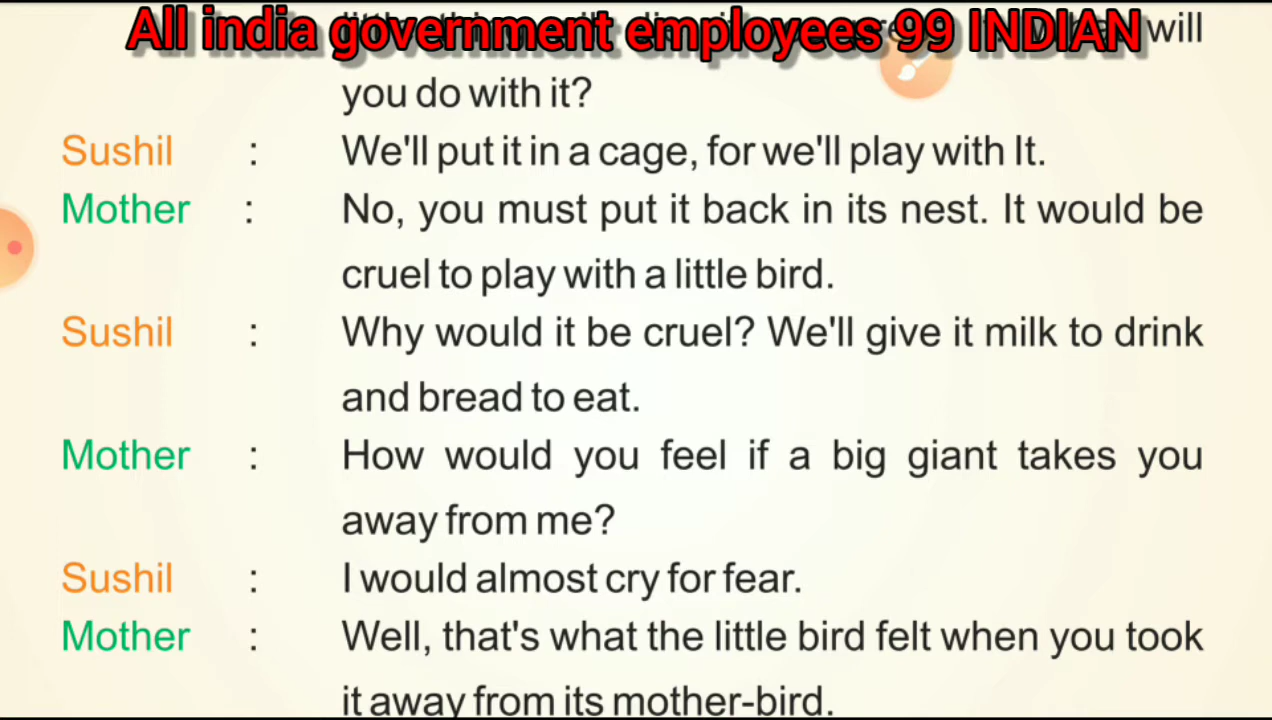 All india government employees 99 INDIAN
will
you do with it?
Sushil : We'll put it in a cage, for we'll play with It.
Mother : No, you must put it back in its nest. It would be
cruel to play with a little bird.
Sushil : Why would it be cruel? We'll give it milk to drink
and bread to eat.
Mother : How would you feel if a big giant takes you
away from me?
Sushil : I would almost cry for fear.
Mother : Well, that's what the little bird felt when you took
it away from its mother-bird.